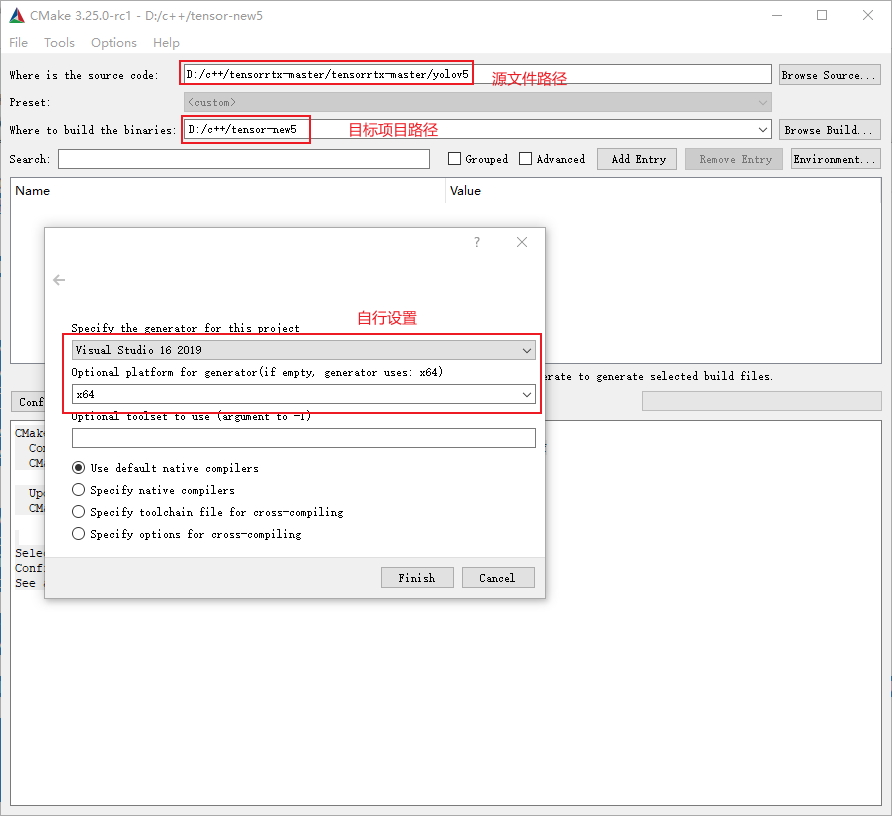 CMake 3.25.0-rc1 - D:/c++/tensor-new5
File Tools Options Help
Where is the source code: D:/c++/tensorrtx-master/tensorrtx-master/yolov5 源文件路径 Browse Source...
Preset: <custom>
Where to build the binaries: D:/c++/tensor-new5 目标项目路径 Browse Build...
Search: Grouped Advanced Add Entry Remove Entry Environment...
Name Value
?
自行设置
Specify the generator for this project
Visual Studio 16 2019
Optional platform for generator(if empty, generator uses: x64)
to generate selected build files.
x64
Conf
Optional toolset to use (argument to -T)
CMake
Use default native compilers
Specify native compilers
Specify toolchain file for cross-compiling
Specify options for cross-compiling
Sele
Conf
See
Finish Cancel